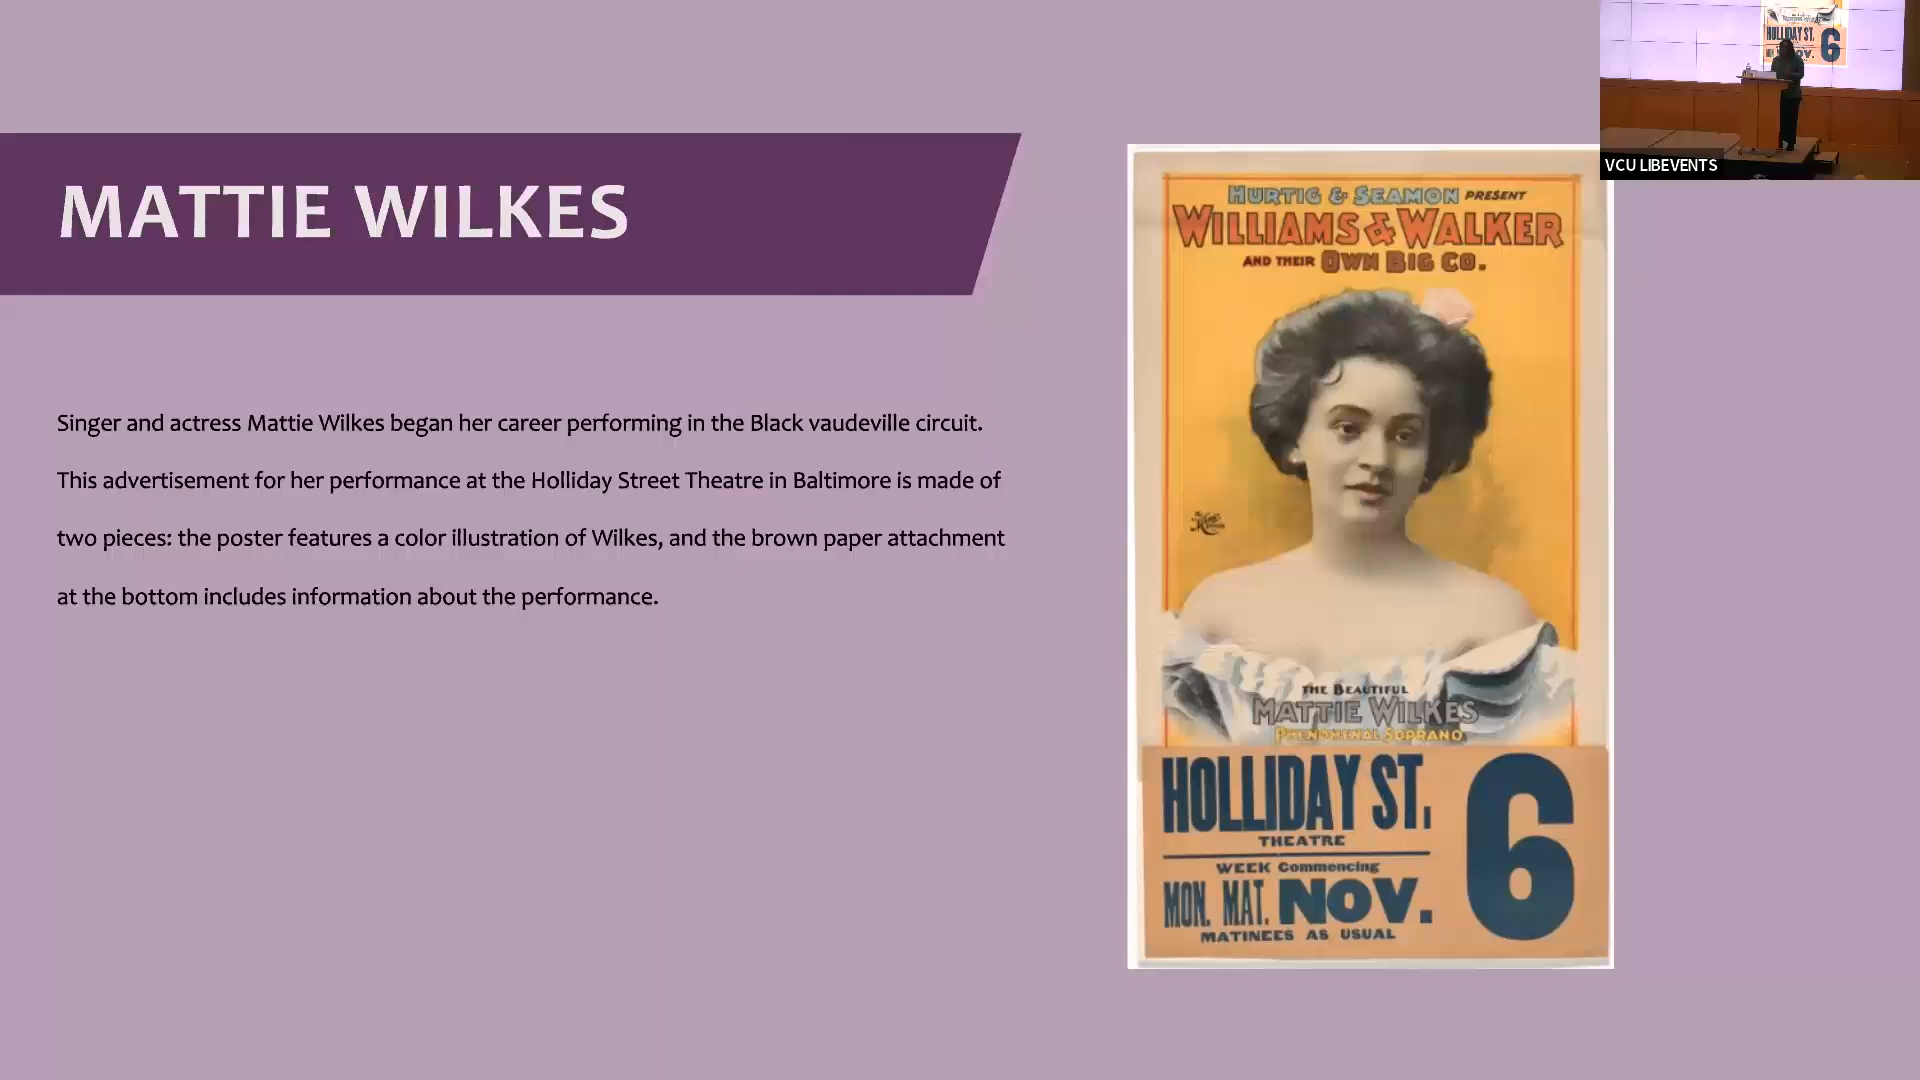 MATTIE WILKES
Singer and actress Mattie Wilkes began her career performing in the Black vaudeville circuit.
This advertisement for her performance at the Holliday Street Theatre in Baltimore is made of
two pieces: the poster features a color illustration of Wilkes, and the brown paper attachment
at the bottom includes information about the performance.
HURTIG & SEAMON PRESENT
WILLIAMS & WALKER
AND THEIR OWN BIG CO.
THE BEAUTIFUL
MATTIE WILKES
PHENOMENAL SOPRANO
HOLLIDAY ST.
THEATRE
WEEK Commencing
MON. MAT. NOV. 6
MATINEES AS USUAL
HOLLIDAY ST.
6
VCU LIBEVENTS